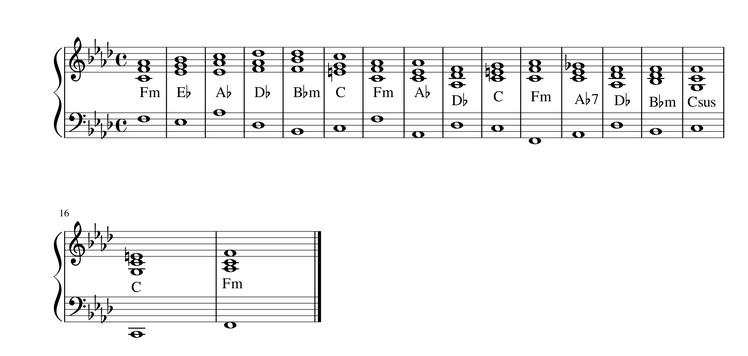 Fm E♭ A♭ D♭ B♭m C Fm A♭ D♭ C Fm A♭7 D♭ B♭m Csus
16
C Fm